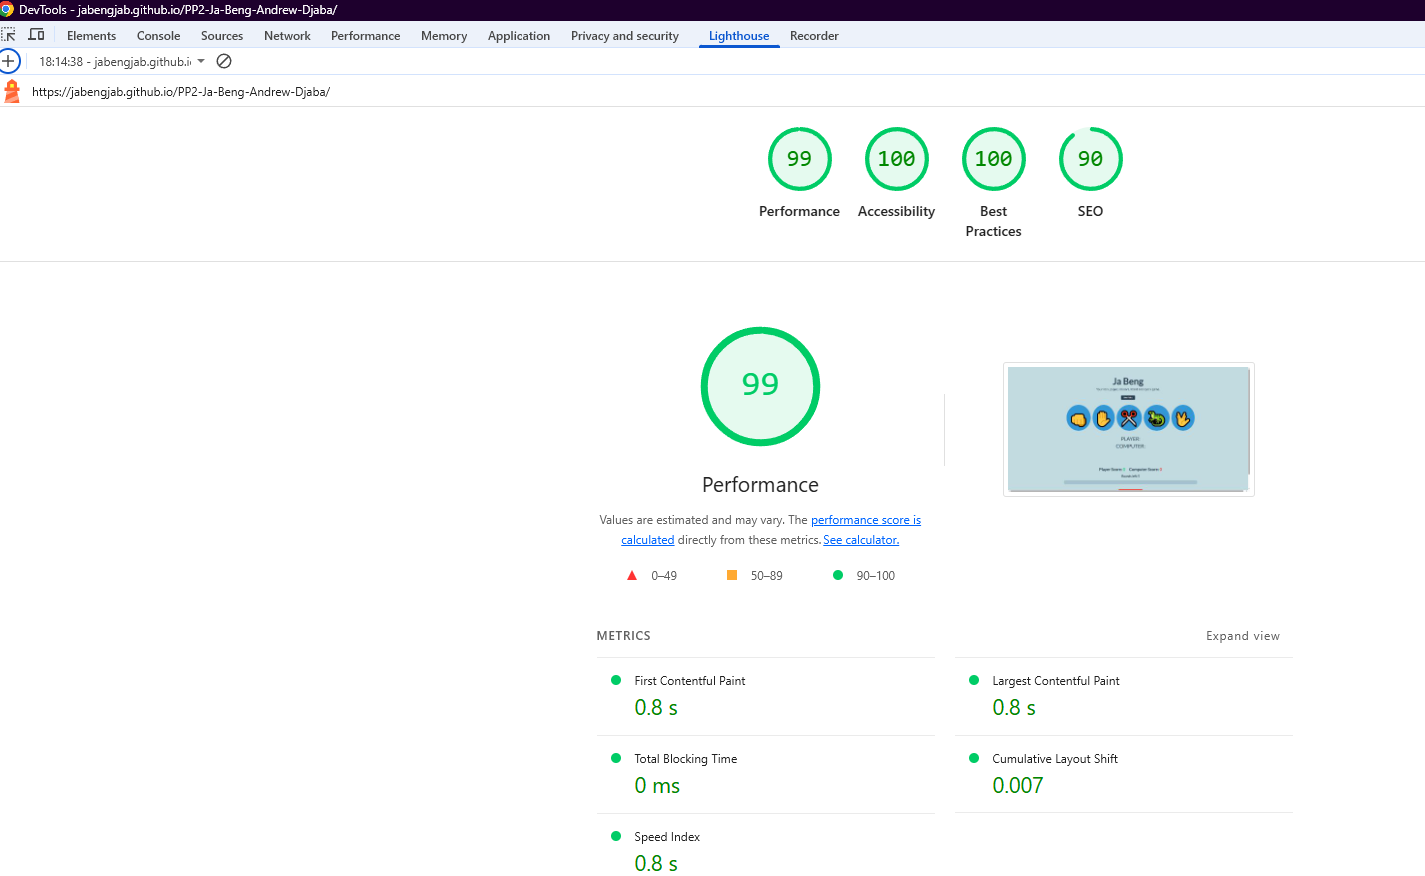 DevTools - jabengjab.github.io/PP2-Ja-Beng-Andrew-Djaba/
Elements Console Sources Network Performance Memory Application Privacy and security Lighthouse Recorder
18:14:38 - jabengjab.github.i
https://jabengjab.github.io/PP2-Ja-Beng-Andrew-Djaba/
99 100 100 90
Performance Accessibility Best Practices SEO
99
Performance
Values are estimated and may vary. The performance score is
calculated directly from these metrics. See calculator.
0–49 50–89 90–100
Ja Beng
PLAYER:
COMPUTER:
Player Score: Computer Score:
METRICS
Expand view
First Contentful Paint
0.8 s
Largest Contentful Paint
0.8 s
Total Blocking Time
0 ms
Cumulative Layout Shift
0.007
Speed Index
0.8 s